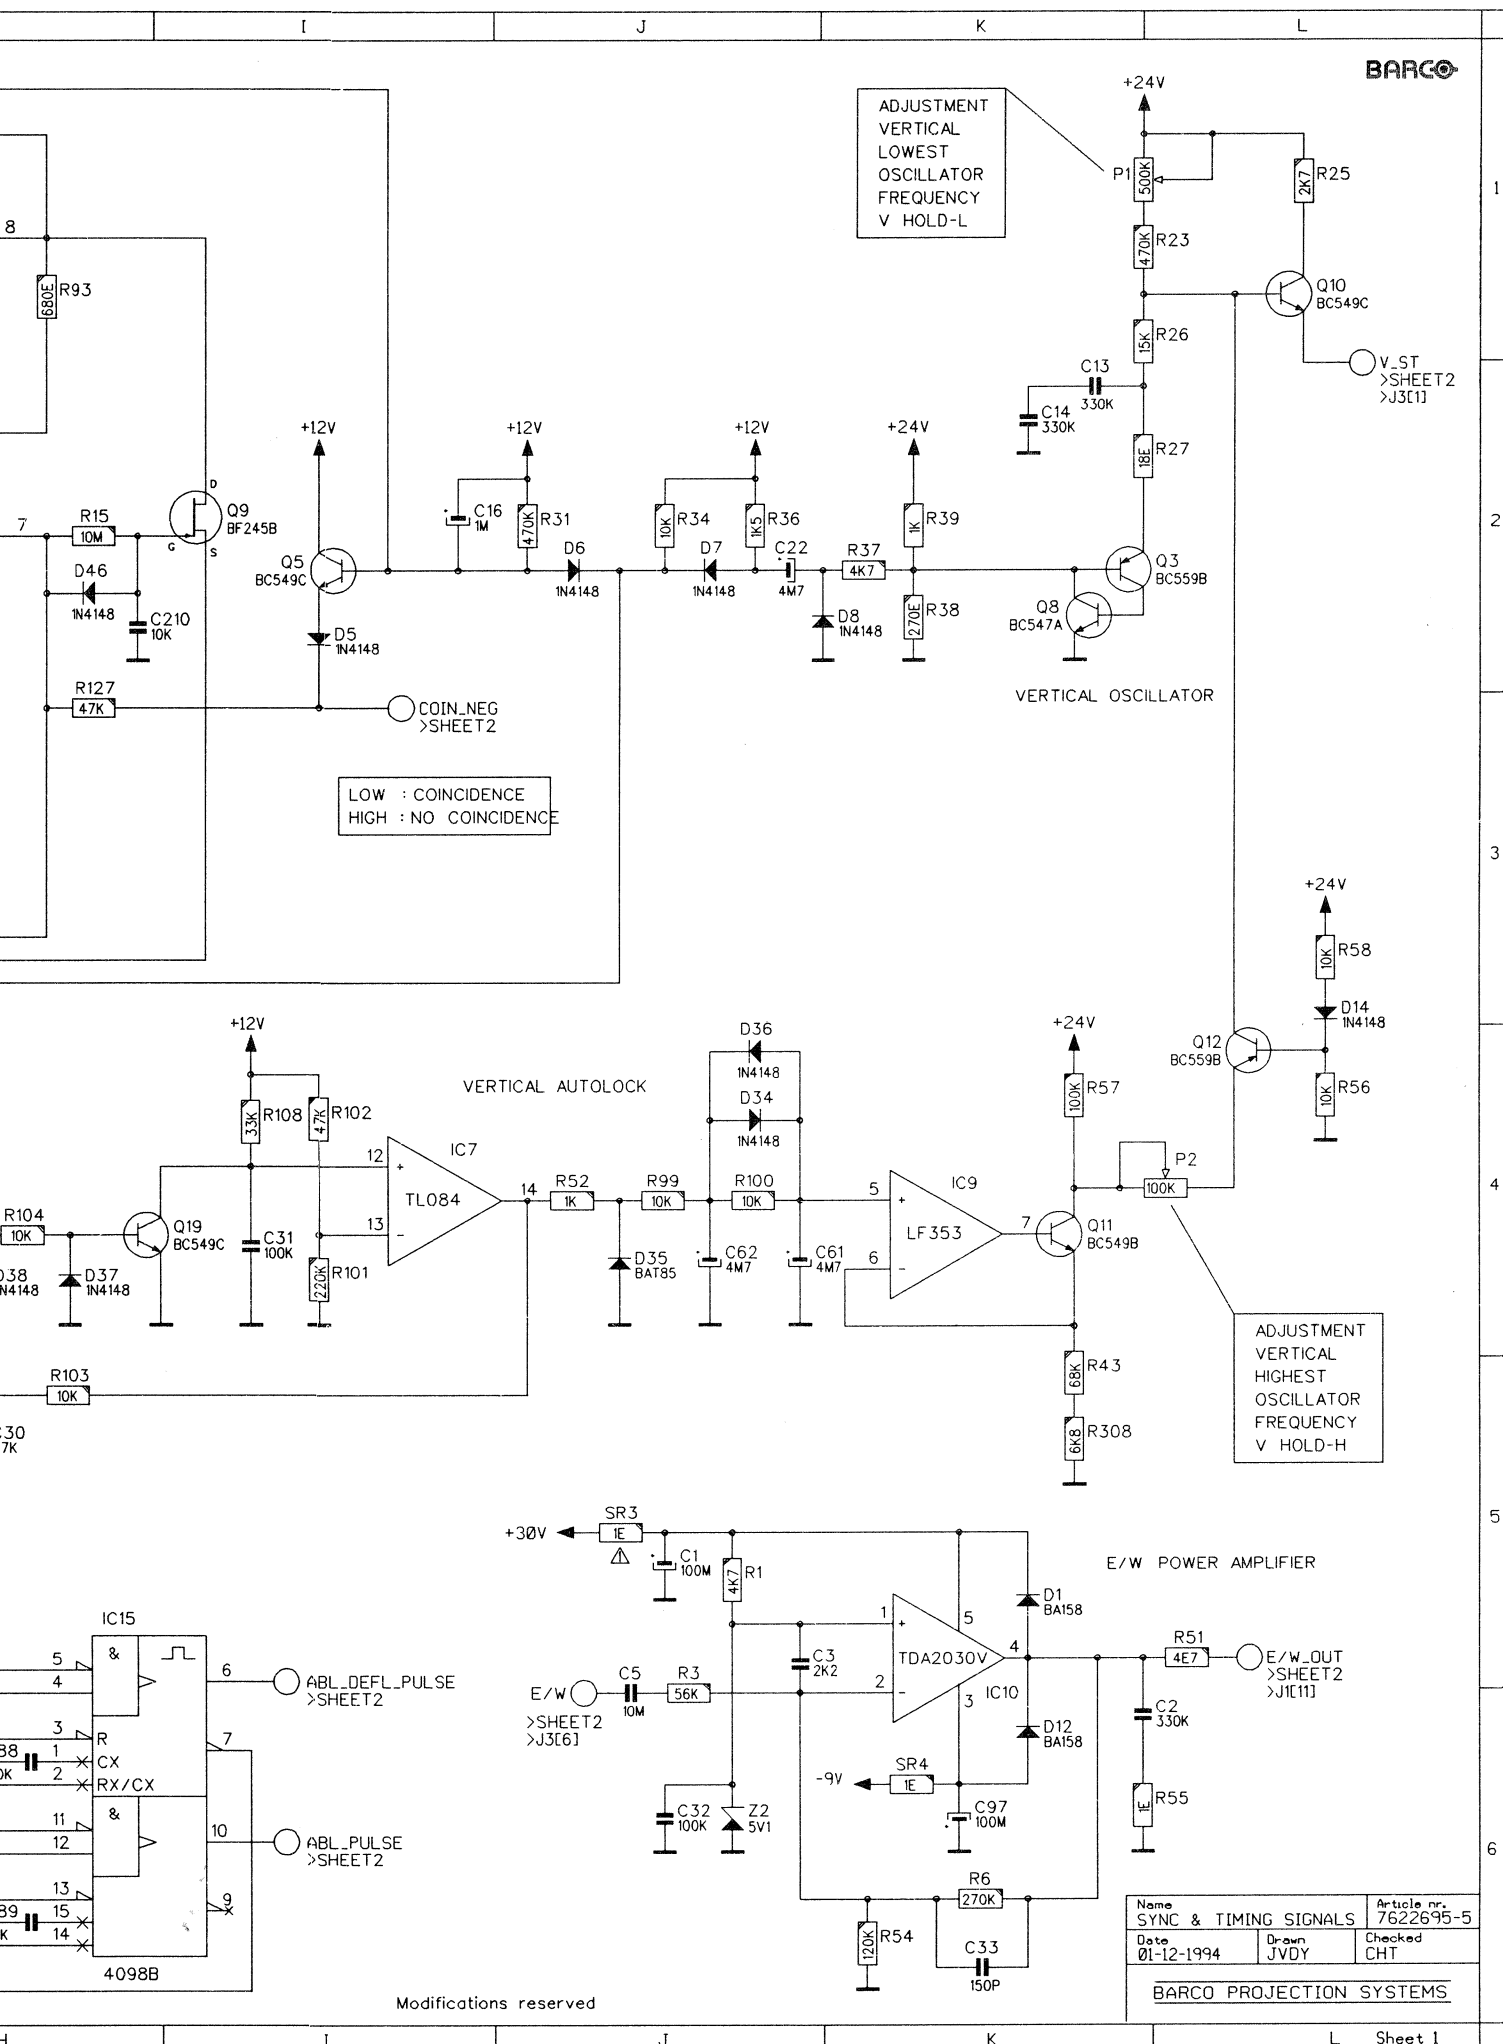 I
J
K
L
BARCO
+24V
ADJUSTMENT
VERTICAL
LOWEST
OSCILLATOR
FREQUENCY
V HOLD-L
P1
500K
2K7
R25
1
8
470K
R23
680E
R93
Q10
BC549C
15K
R26
C13
330K
V_ST
>SHEET2
>J3[1]
C14
330K
+12V
+12V
+12V
+24V
18E
R27
D
Q9
BF245B
G
S
7
R15
10M
C16
1M
470K
R31
10K
R34
1K5
R36
1K
R39
2
Q5
BC549C
D6
1N4148
D7
1N4148
C22
4M7
R37
4K7
Q3
BC559B
D46
1N4148
C210
10K
D5
1N4148
D8
1N4148
270E
R38
Q8
BC547A
R127
47K
COIN_NEG
>SHEET2
VERTICAL OSCILLATOR
LOW : COINCIDENCE
HIGH : NO COINCIDENCE
3
+24V
10K
R58
D14
1N4148
+12V
D36
1N4148
+24V
Q12
BC559B
VERTICAL AUTOLOCK
33K
R108
47K
R102
D34
1N4148
100K
R57
10K
R56
IC7
12
+
TL084
13
-
14
R52
1K
R99
10K
R100
10K
IC9
5
+
LF353
6
-
7
P2
100K
4
R104
10K
Q19
BC549C
C31
100K
220K
R101
D35
BAT85
C62
4M7
C61
4M7
Q11
BC549B
D38
1N4148
D37
1N4148
ADJUSTMENT
VERTICAL
HIGHEST
OSCILLATOR
FREQUENCY
V HOLD-H
R103
10K
68K
R43
C30
7K
6K8
R308
5
+30V
SR3
1E
C1
100M
4K7
R1
E/W POWER AMPLIFIER
D1
BA158
IC15
&
5
4
6
ABL_DEFL_PULSE
>SHEET2
3
R
1
CX
2
RX/CX
7
88
0K
&
11
12
10
ABL_PULSE
>SHEET2
13
15
14
9
89
K
4098B
1
+
5
TDA2030V
4
2
-
3
IC10
C3
2K2
E/W
>SHEET2
>J3[6]
C5
10M
R3
56K
R51
4E7
E/W_OUT
>SHEET2
>J1[11]
C2
330K
D12
BA158
-9V
SR4
1E
1E
R55
C32
100K
Z2
5V1
C97
100M
6
R6
270K
120K
R54
C33
150P
Name
SYNC & TIMING SIGNALS
Article nr.
7622695-5
Date
01-12-1994
Drawn
JVDY
Checked
CHT
BARCO PROJECTION SYSTEMS
Modifications reserved
H
I
J
K
L
Sheet 1